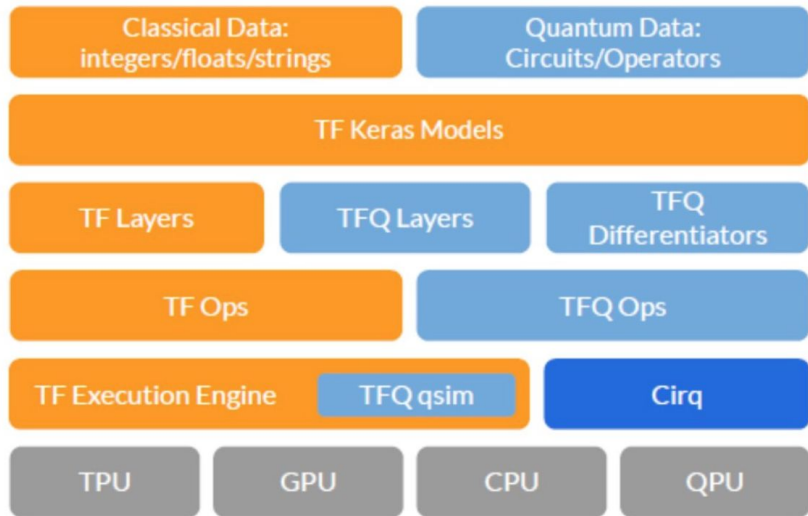 Classical Data:
integers/floats/strings
Quantum Data:
Circuits/Operators
TF Keras Models
TF Layers
TFQ Layers
TFQ
Differentiators
TF Ops
TFQ Ops
TF Execution Engine
TFQ qsim
Cirq
TPU
GPU
CPU
QPU